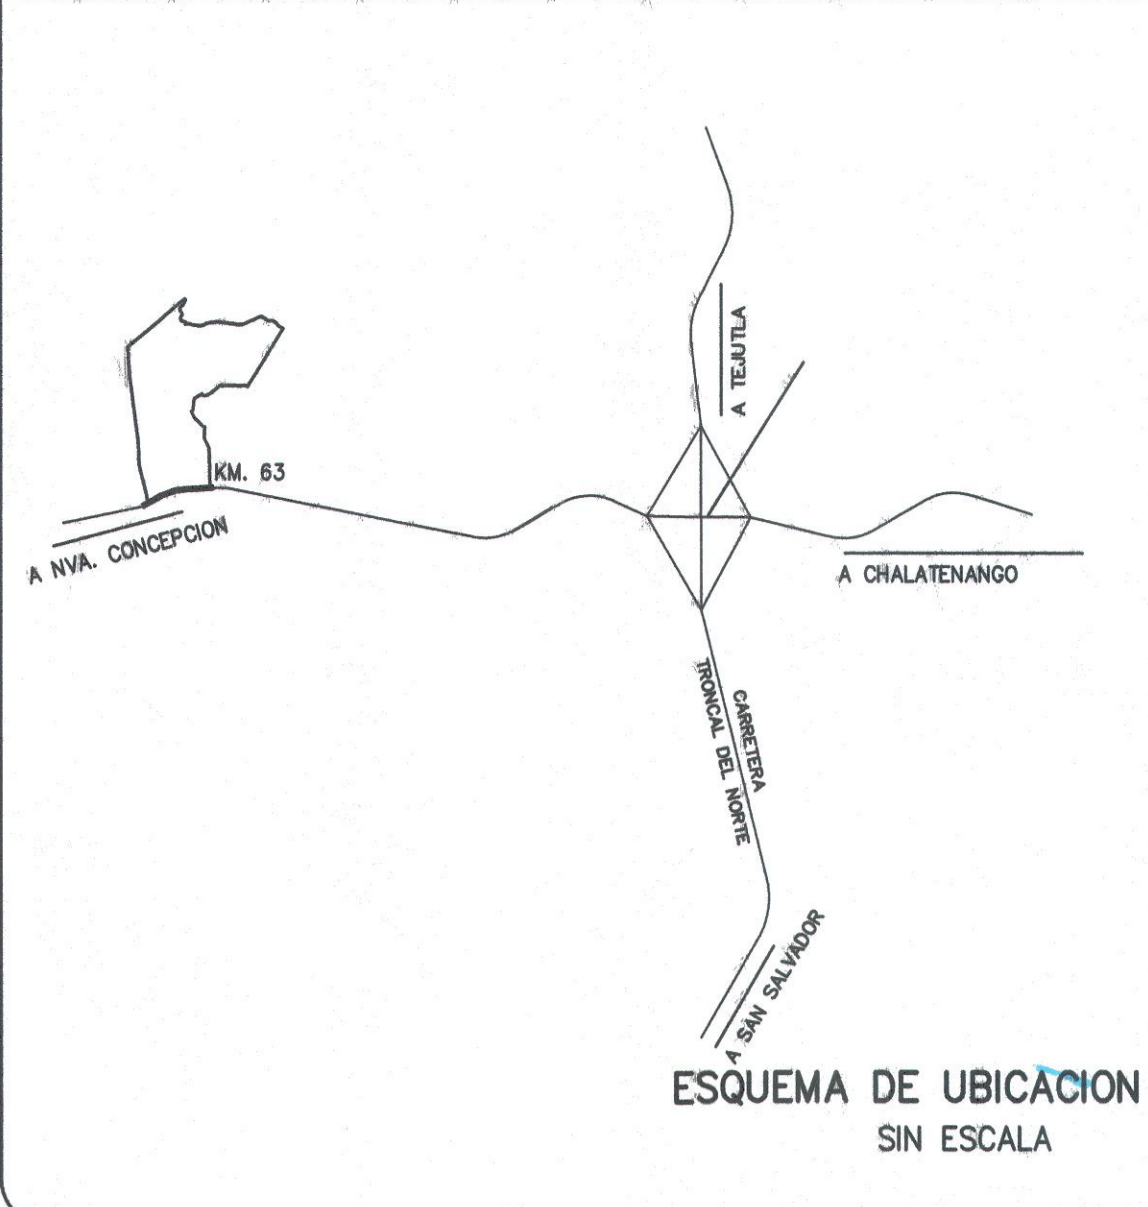 A TEJUTLA
KM. 63
A NVA. CONCEPCION
A CHALATENANGO
CARRETERA
TRONCAL DEL NORTE
A SAN SALVADOR
ESQUEMA DE UBICACION
SIN ESCALA